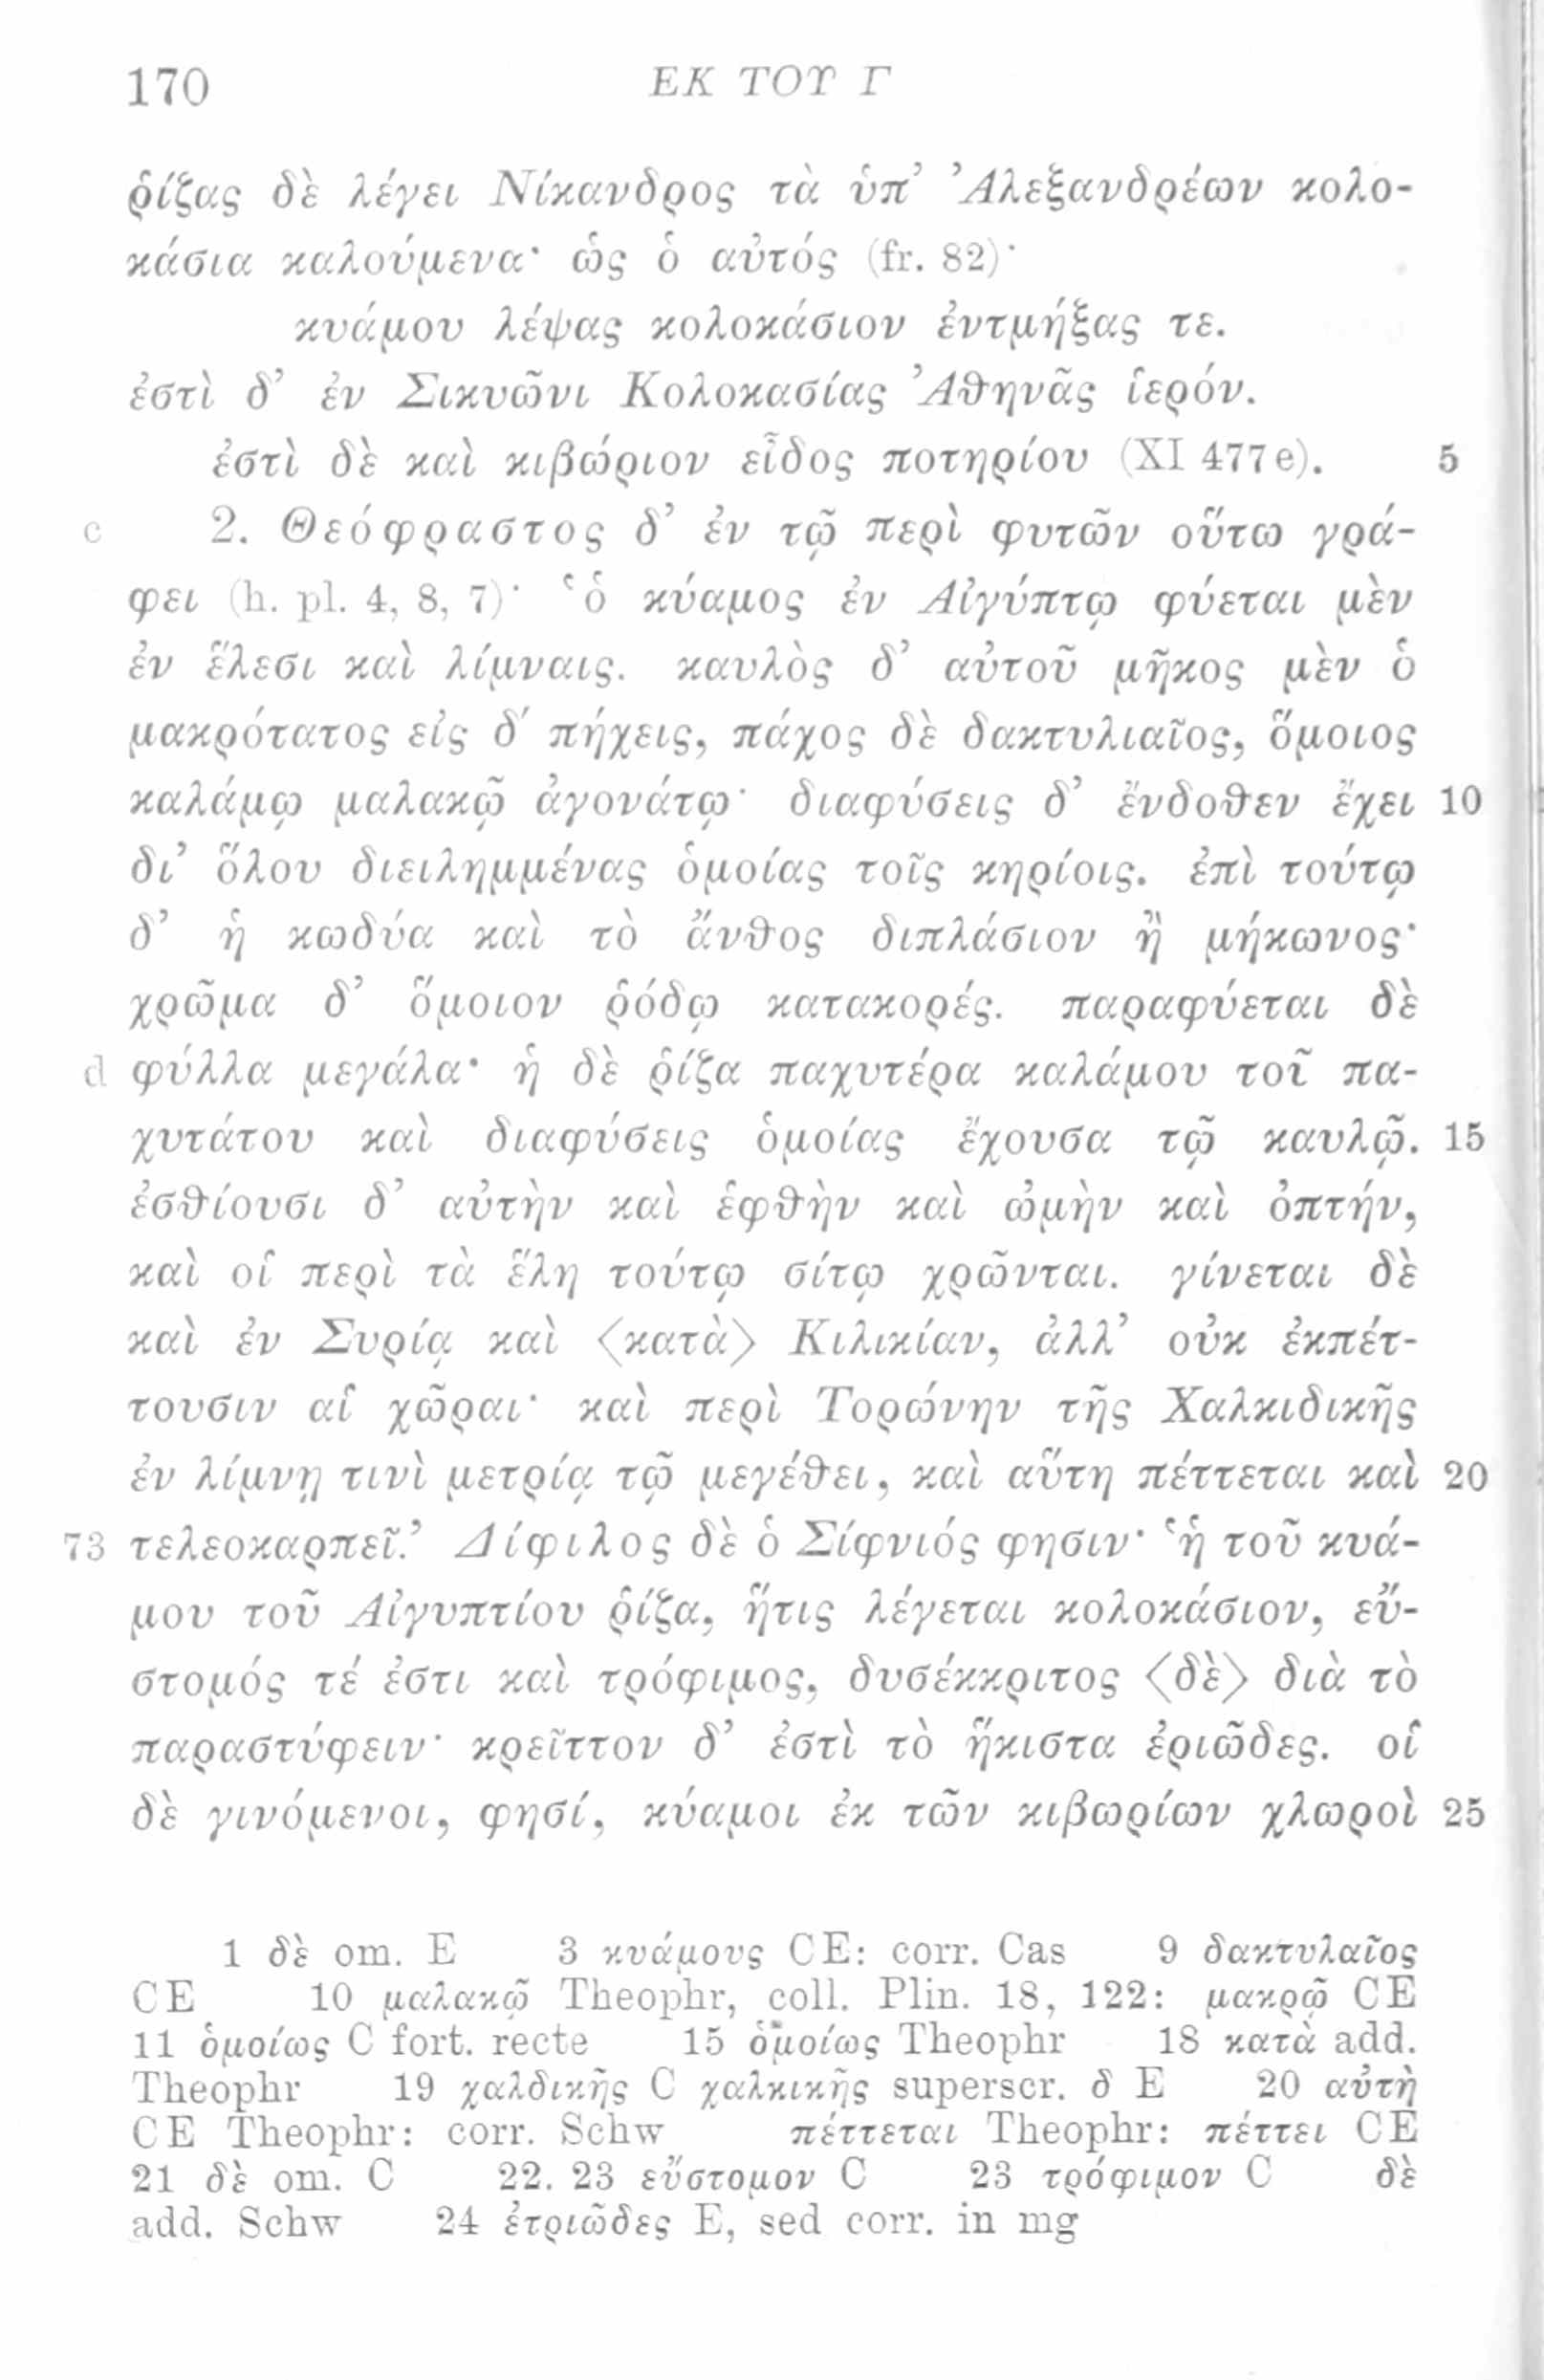 170 ΕΚ ΤΟΥ Γ
ῥίζας δὲ λέγει Νίκανδρος τὰ ὑπ’ Ἀλεξανδρέων κολο-
κάσια καλούμενα· ὡς ὁ αὐτός (fr. 82)·
κυάμου λέψας κολοκάσιον ἐντμήξας τε.
ἐστὶ δ’ ἐν Σικυῶνι Κολοκασίας Ἀθηνᾶς ἱερόν.
ἐστὶ δὲ καὶ κιβώριον εἶδος ποτηρίου (XI 477 e). 5
c 2. Θεόφραστος δ’ ἐν τῷ περὶ φυτῶν οὕτω γρά-
φει (h. pl. 4, 8, 7)· ‘ὁ κύαμος ἐν Αἰγύπτῳ φύεται μὲν
ἐν ἕλεσι καὶ λίμναις. καυλὸς δ’ αὐτοῦ μῆκος μὲν ὁ
μακρότατος εἰς δ΄ πήχεις, πάχος δὲ δακτυλιαῖος, ὅμοιος
καλάμῳ μαλακῷ ἀγονάτῳ· διαφύσεις δ’ ἔνδοθεν ἔχει 10
δι’ ὅλου διειλημμένας ὁμοίας τοῖς κηρίοις. ἐπὶ τούτῳ
δ’ ἡ κωδύα καὶ τὸ ἄνθος διπλάσιον ἢ μήκωνος·
χρῶμα δ’ ὅμοιον ῥόδῳ κατακορές. παραφύεται δὲ
d φύλλα μεγάλα· ἡ δὲ ῥίζα παχυτέρα καλάμου τοῦ πα-
χυτάτου καὶ διαφύσεις ὁμοίας ἔχουσα τῷ καυλῷ. 15
ἐσθίουσι δ’ αὐτὴν καὶ ἑφθὴν καὶ ὠμὴν καὶ ὀπτήν,
καὶ οἱ περὶ τὰ ἕλη τούτῳ σίτῳ χρῶνται. γίνεται δὲ
καὶ ἐν Συρίᾳ καὶ 〈κατὰ〉 Κιλικίαν, ἀλλ’ οὐκ ἐκπέτ-
τουσιν αἱ χῶραι· καὶ περὶ Τορώνην τῆς Χαλκιδικῆς
ἐν λίμνῃ τινὶ μετρίᾳ τῷ μεγέθει, καὶ αὕτη πέττεται καὶ 20
73 τελεοκαρπεῖ.’ Δίφιλος δὲ ὁ Σίφνιός φησιν· ‘ἡ τοῦ κυά-
μου τοῦ Αἰγυπτίου ῥίζα, ἥτις λέγεται κολοκάσιον, εὔ-
στομός τέ ἐστι καὶ τρόφιμος, δυσέκκριτος 〈δὲ〉 διὰ τὸ
παραστύφειν· κρεῖττον δ’ ἐστὶ τὸ ἥκιστα ἐριῶδες. οἱ
δὲ γινόμενοι, φησί, κύαμοι ἐκ τῶν κιβωρίων χλωροὶ 25
1 δὲ om. E 3 κυάμους CE: corr. Cas 9 δακτυλαῖος
CE 10 μαλακῷ Theophr, coll. Plin. 18, 122: μακρῷ CE
11 ὁμοίως C fort. recte 15 ὁμοίως Theophr 18 κατὰ add.
Theophr 19 χαλδικῆς C χαλκικῆς superscr. δ E 20 αὐτὴ
CE Theophr: corr. Schw πέττεται Theophr: πέττει CE
21 δὲ om. C 22. 23 εὔστομον C 23 τρόφιμον C δὲ
add. Schw 24 ἐτριῶδες E, sed corr. in mg